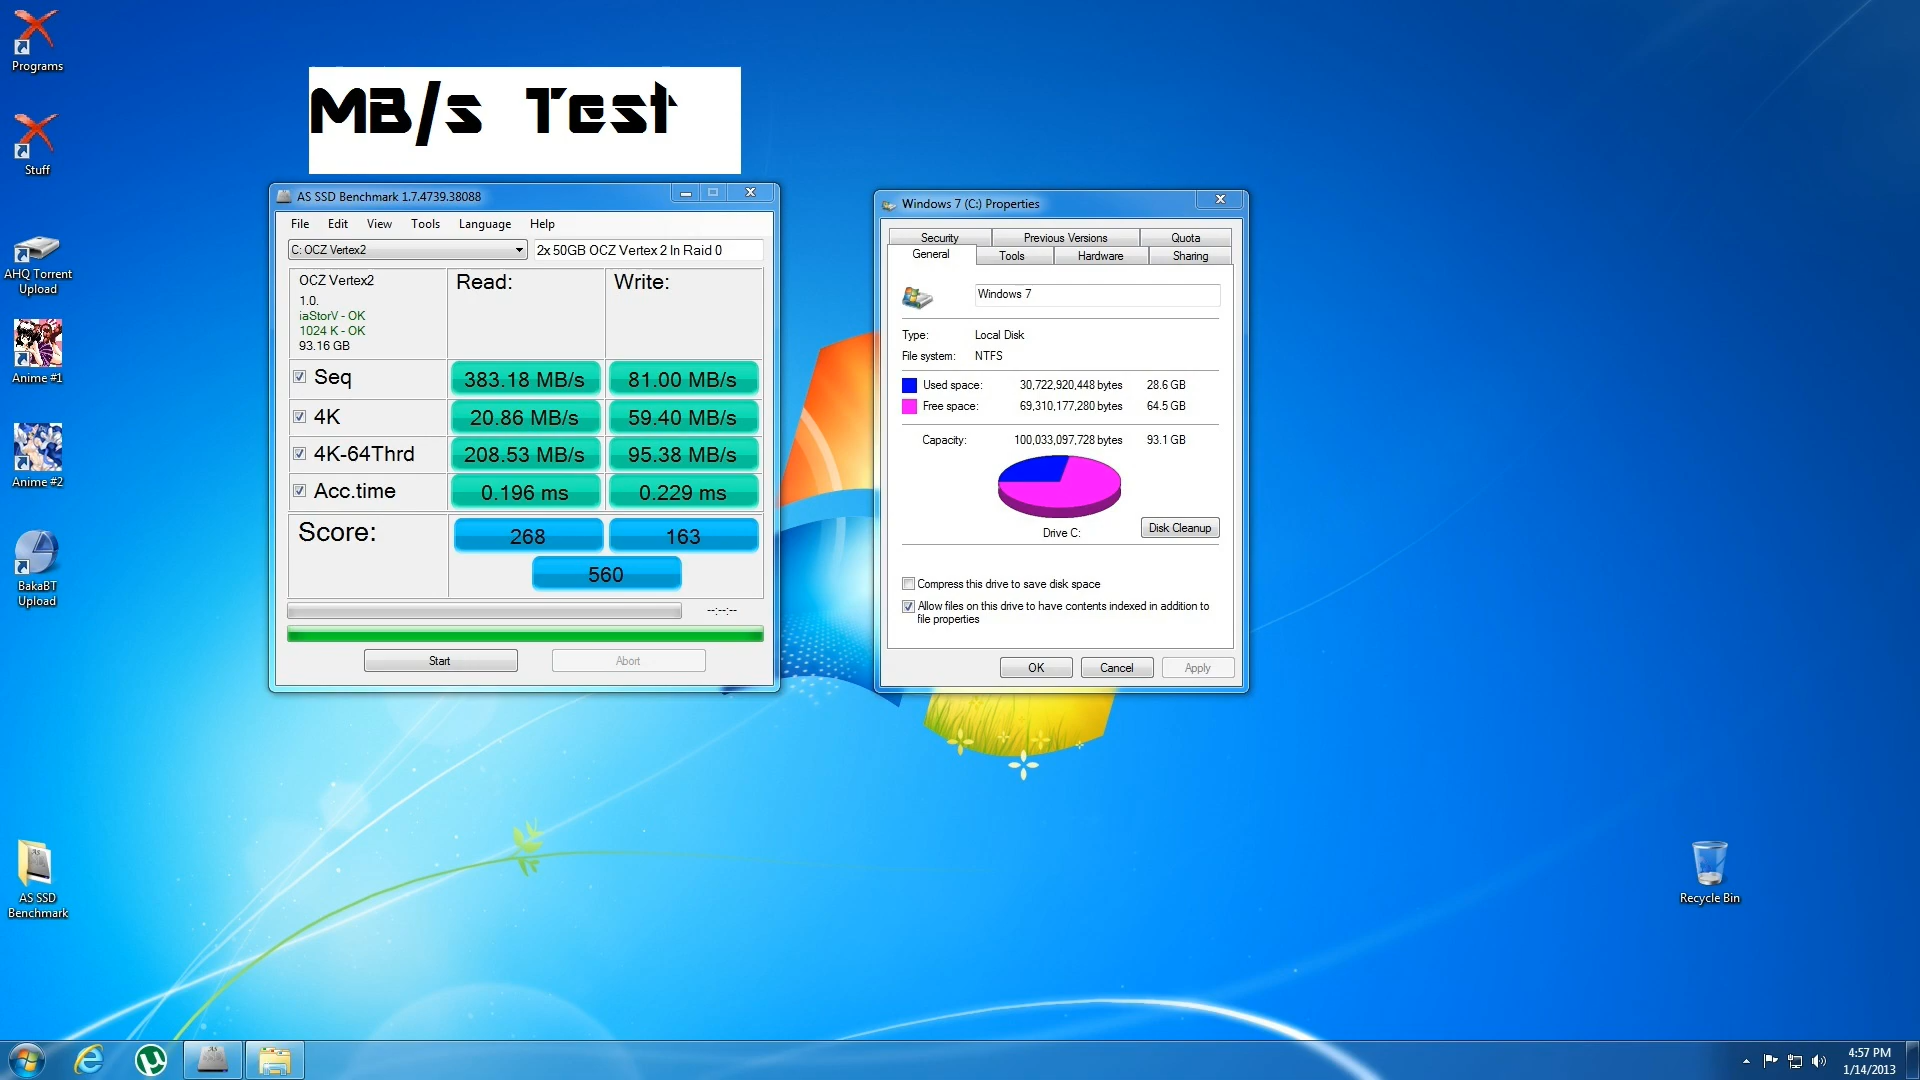 Programs
Stuff
AHQ Torrent
Upload
Anime #1
Anime #2
BakaBT
Upload
AS SSD
Benchmark
MB/s Test
AS SSD Benchmark 1.7.4739.38088
File Edit View Tools Language Help
C: OCZ Vertex2 2x 50GB OCZ Vertex 2 In Raid 0
OCZ Vertex2
1.0.
iaStorV - OK
1024 K - OK
93.16 GB
Read: Write:
Seq 383.18 MB/s 81.00 MB/s
4K 20.86 MB/s 59.40 MB/s
4K-64Thrd 208.53 MB/s 95.38 MB/s
Acc.time 0.196 ms 0.229 ms
Score: 268 163
560
--:--:--
Start Abort
Windows 7 (C:) Properties
Security Previous Versions Quota
General Tools Hardware Sharing
Windows 7
Type: Local Disk
File system: NTFS
Used space: 30,722,920,448 bytes 28.6 GB
Free space: 69,310,177,280 bytes 64.5 GB
Capacity: 100,033,097,728 bytes 93.1 GB
Drive C: Disk Cleanup
Compress this drive to save disk space
Allow files on this drive to have contents indexed in addition to
file properties
OK Cancel Apply
Recycle Bin
4:57 PM
1/14/2013